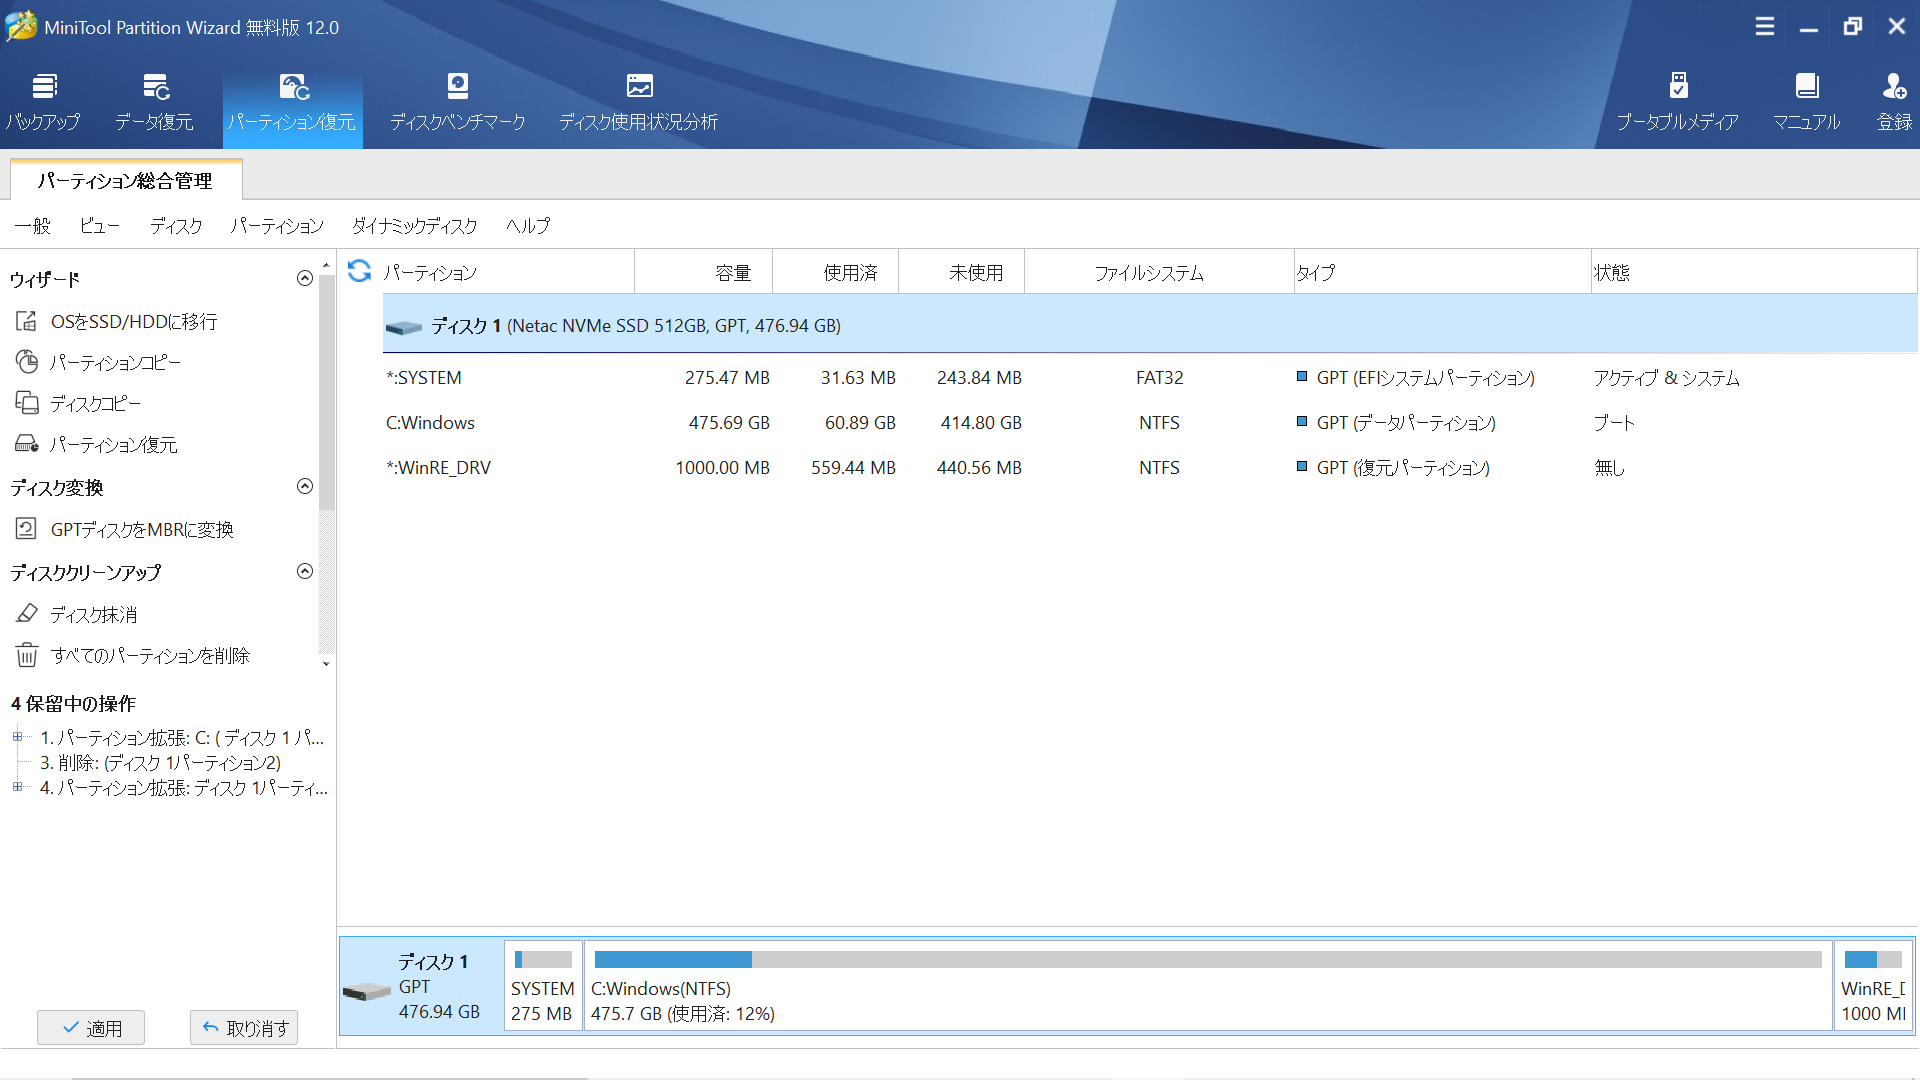 MiniTool Partition Wizard 無料版 12.0
バックアップ
データ復元
パーティション復元
ディスクベンチマーク
ディスク使用状況分析
ブータブルメディア
マニュアル
登録
パーティション総合管理
一般 ビュー ディスク パーティション ダイナミックディスク ヘルプ
ウィザード
OSをSSD/HDDに移行
パーティションコピー
ディスクコピー
パーティション復元
ディスク変換
GPTディスクをMBRに変換
ディスククリーンアップ
ディスク抹消
すべてのパーティションを削除
4 保留中の操作
1. パーティション拡張: C: ( ディスク 1 パ...
3. 削除: (ディスク 1パーティション2)
4. パーティション拡張: ディスク 1パーティ...
適用
取り消す
パーティション 容量 使用済 未使用 ファイルシステム タイプ 状態
ディスク 1 (Netac NVMe SSD 512GB, GPT, 476.94 GB)
*:SYSTEM 275.47 MB 31.63 MB 243.84 MB FAT32 GPT (EFIシステムパーティション) アクティブ & システム
C:Windows 475.69 GB 60.89 GB 414.80 GB NTFS GPT (データパーティション) ブート
*:WinRE_DRV 1000.00 MB 559.44 MB 440.56 MB NTFS GPT (復元パーティション) 無し
ディスク 1
GPT
476.94 GB
SYSTEM
275 MB
C:Windows(NTFS)
475.7 GB (使用済: 12%)
WinRE_D
1000 MI